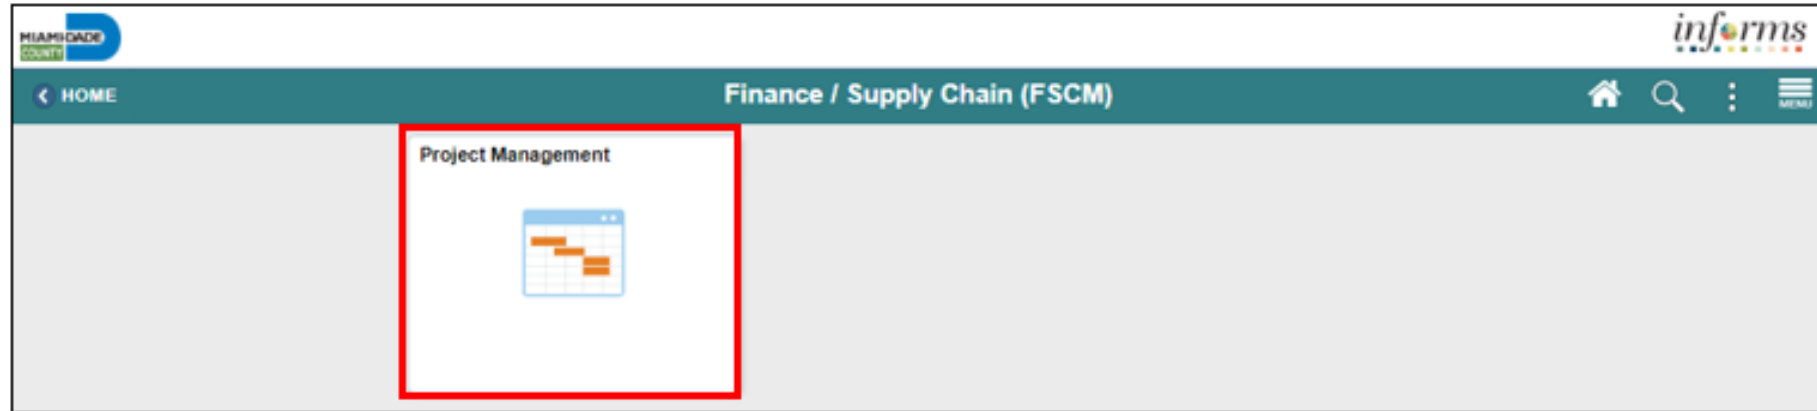 MIAMI-DADE
COUNTY
informs
HOME
Finance / Supply Chain (FSCM)
MENU
Project Management